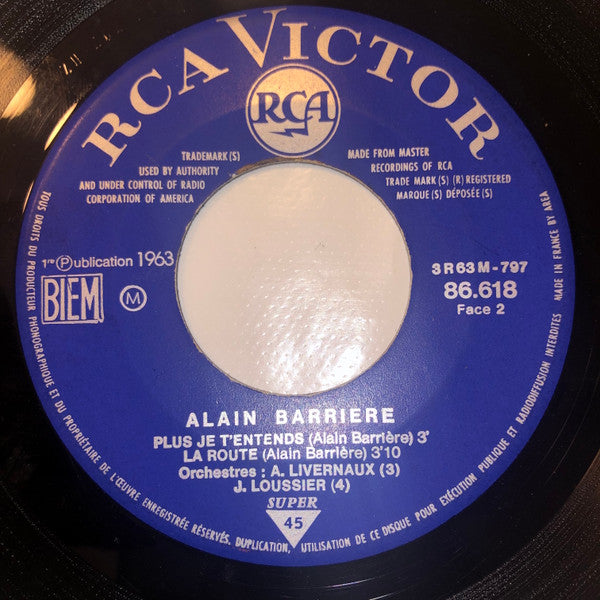 RCA VICTOR
RCA
TRADEMARK(S)
USED BY AUTHORITY
AND UNDER CONTROL OF RADIO
CORPORATION OF AMERICA
MADE FROM MASTER
RECORDINGS OF RCA
TRADE MARK(S) (R) REGISTERED
MARQUE(S) DÉPOSÉE(S)
1re Ⓟublication 1963
BIEM
M
3R63M-797
86.618
Face 2
ALAIN BARRIERE
PLUS JE T'ENTENDS (Alain Barrière) 3'
LA ROUTE (Alain Barrière) 3'10
Orchestres : A. LIVERNAUX (3)
J. LOUSSIER (4)
SUPER
45
TOUS DROITS DU PRODUCTEUR PHONOGRAPHIQUE ET DU PROPRIÉTAIRE DE L'ŒUVRE ENREGISTRÉE RÉSERVÉS. DUPLICATION, UTILISATION DE CE DISQUE POUR EXÉCUTION PUBLIQUE ET RADIODIFFUSION INTERDITES
MADE IN FRANCE BY AREA